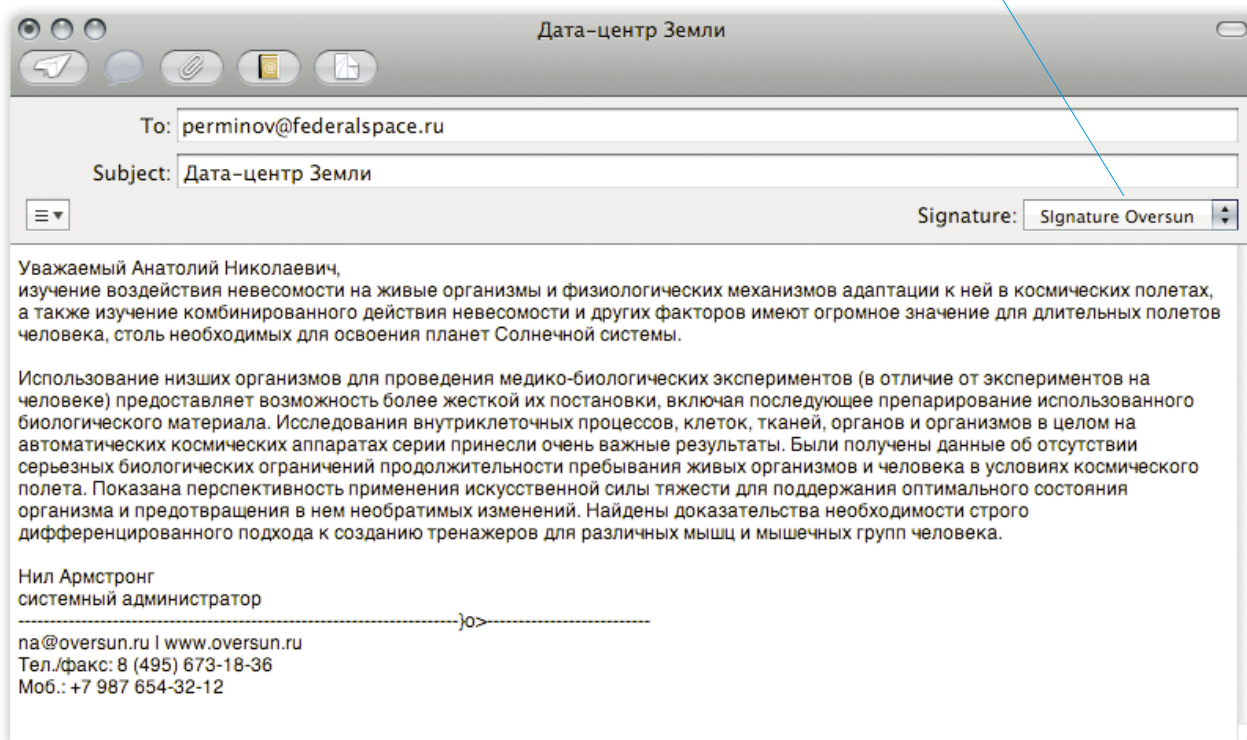 Дата-центр Земли
To: perminov@federalspace.ru
Subject: Дата-центр Земли
Signature: SIgnature Oversun
Уважаемый Анатолий Николаевич,
изучение воздействия невесомости на живые организмы и физиологических механизмов адаптации к ней в космических полетах,
а также изучение комбинированного действия невесомости и других факторов имеют огромное значение для длительных полетов
человека, столь необходимых для освоения планет Солнечной системы.
Использование низших организмов для проведения медико-биологических экспериментов (в отличие от экспериментов на
человеке) предоставляет возможность более жесткой их постановки, включая последующее препарирование использованного
биологического материала. Исследования внутриклеточных процессов, клеток, тканей, органов и организмов в целом на
автоматических космических аппаратах серии принесли очень важные результаты. Были получены данные об отсутствии
серьезных биологических ограничений продолжительности пребывания живых организмов и человека в условиях космического
полета. Показана перспективность применения искусственной силы тяжести для поддержания оптимального состояния
организма и предотвращения в нем необратимых изменений. Найдены доказательства необходимости строго
дифференцированного подхода к созданию тренажеров для различных мышц и мышечных групп человека.
Нил Армстронг
системный администратор
-----------------------------------------------------------------------}o>--------------------------
na@oversun.ru l www.oversun.ru
Тел./факс: 8 (495) 673-18-36
Моб.: +7 987 654-32-12